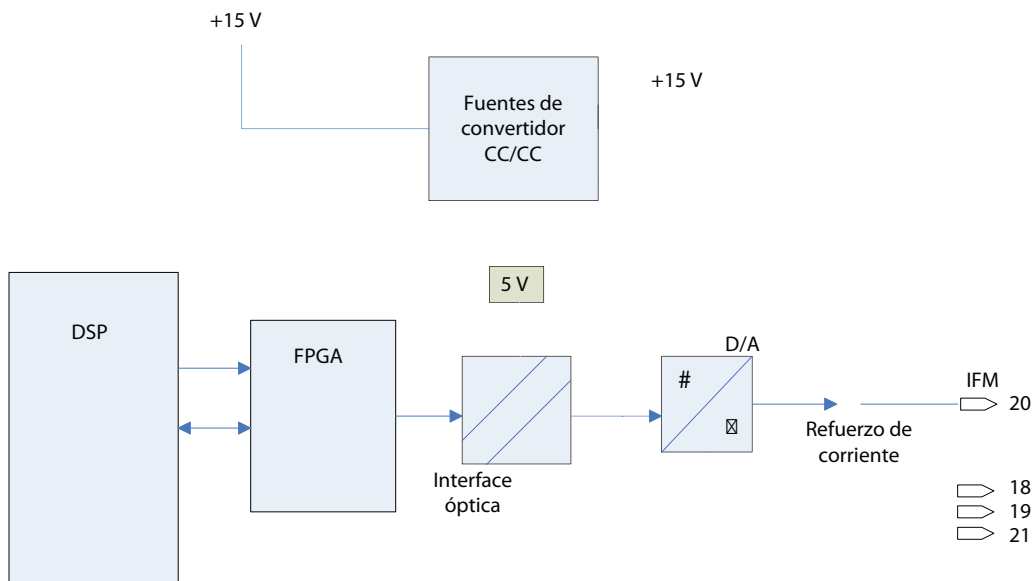 +15 V
Fuentes de
convertidor
CC/CC
+15 V
5 V
DSP
FPGA
D/A
#
IFM
20
Refuerzo de
corriente
Interface
óptica
18
19
21